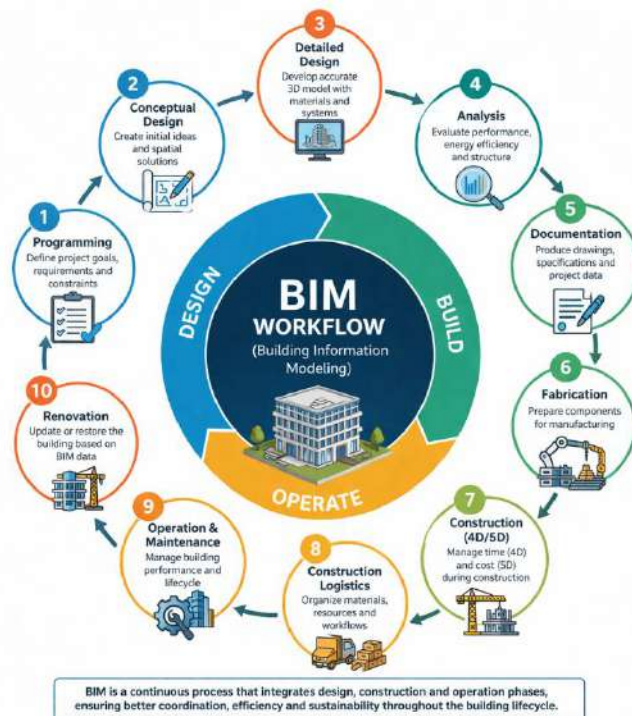 3
Detailed
Design
Develop accurate
3D model with
materials and
systems
2
Conceptual
Design
Create initial ideas
and spatial
solutions
4
Analysis
Evaluate performance,
energy efficiency
and structure
1
Programming
Define project goals,
requirements and
constraints
5
Documentation
Produce drawings,
specifications and
project data
DESIGN
BUILD
OPERATE
BIM
WORKFLOW
(Building Information
Modeling)
10
Renovation
Update or restore the
building based on
BIM data
6
Fabrication
Prepare components
for manufacturing
9
Operation &
Maintenance
Manage building
performance and
lifecycle
8
Construction
Logistics
Organize materials,
resources and
workflows
7
Construction
(4D/5D)
Manage time (4D)
and cost (5D)
during construction
BIM is a continuous process that integrates design, construction and operation phases,
ensuring better coordination, efficiency and sustainability throughout the building lifecycle.